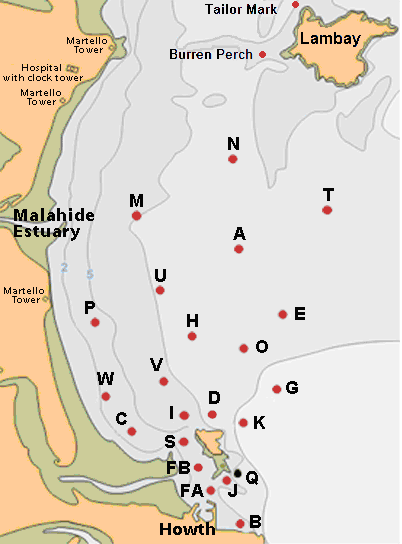 Tailor Mark
Lambay
Martello
Tower
Burren Perch
Hospital
with clock tower
Martello
Tower
N
M
T
Malahide
Estuary
A
2
5
U
Martello
Tower
P
E
H
O
V
G
W
D
C
I
K
S
FB
Q
FA
J
B
Howth